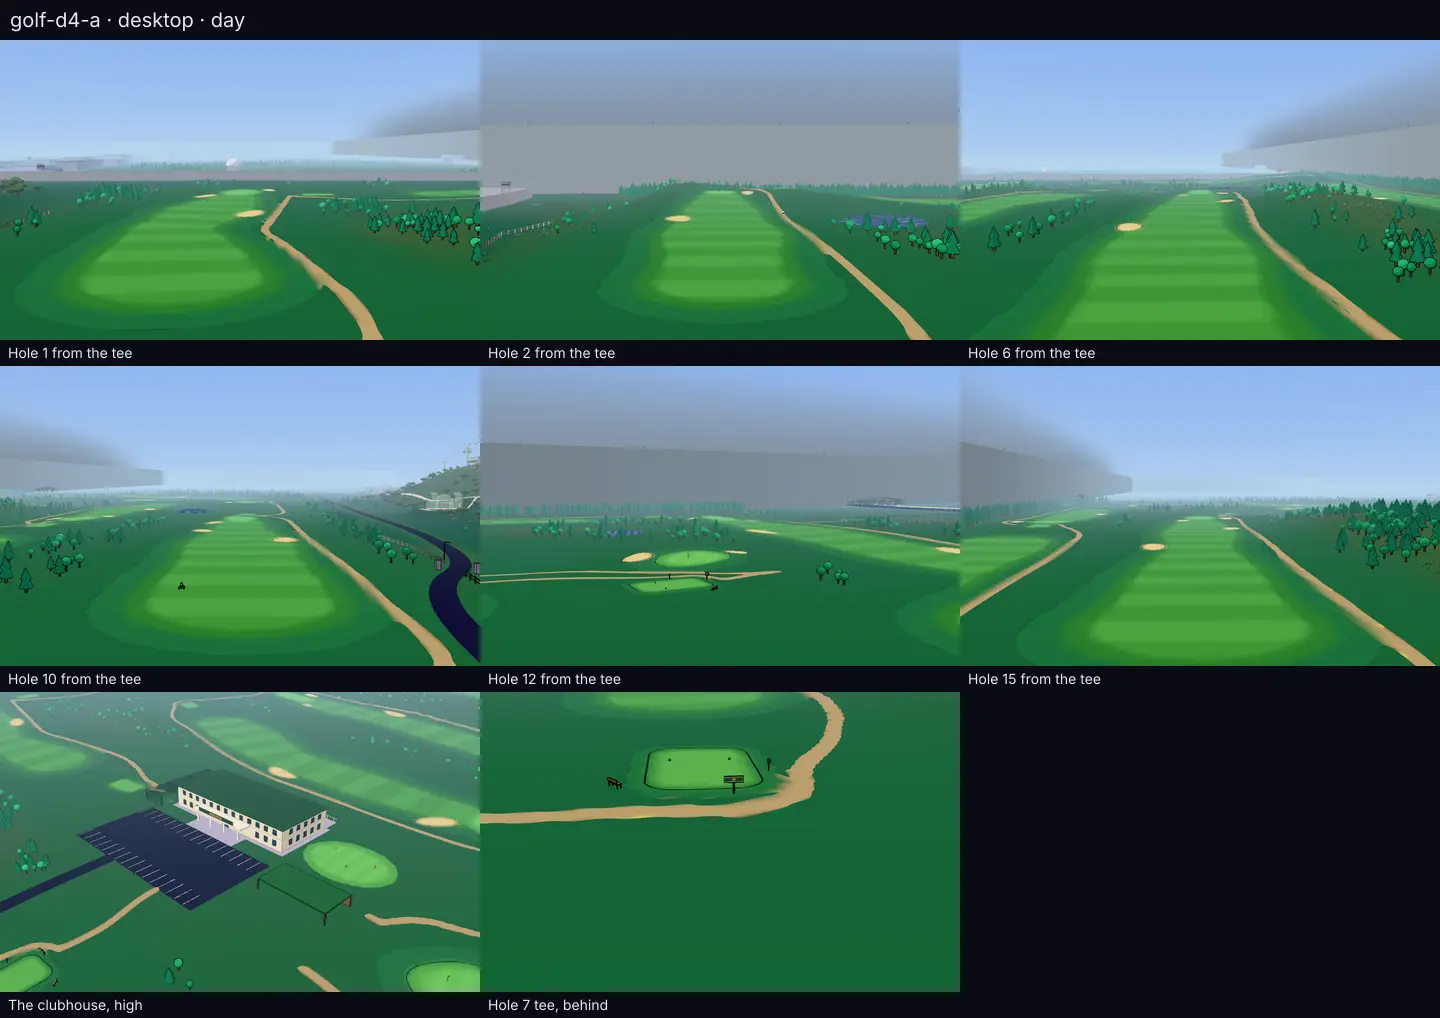 golf-d4-a · desktop · day
Hole 1 from the tee
Hole 2 from the tee
Hole 6 from the tee
Hole 10 from the tee
Hole 12 from the tee
Hole 15 from the tee
The clubhouse, high
Hole 7 tee, behind